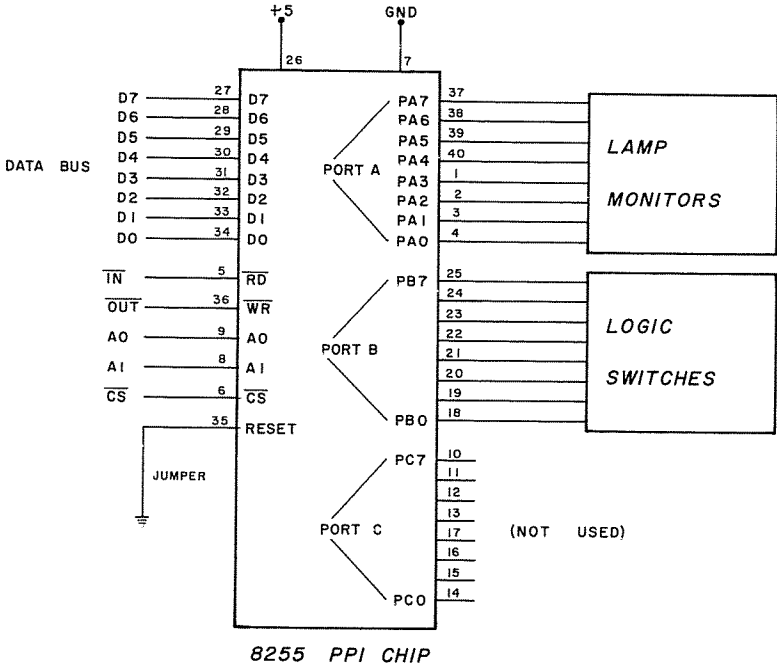 +5
GND
26
7
DATA BUS
D7 27 D7
D6 28 D6
D5 29 D5
D4 30 D4
D3 31 D3
D2 32 D2
D1 33 D1
D0 34 D0
IN 5 RD
OUT 36 WR
A0 9 A0
A1 8 A1
CS 6 CS
35 RESET
JUMPER
PORT A
PA7 37
PA6 38
PA5 39
PA4 40
PA3 1
PA2 2
PA1 3
PA0 4
LAMP
MONITORS
PORT B
PB7 25
24
23
22
21
20
19
PB0 18
LOGIC
SWITCHES
PORT C
PC7 10
11
12
13
17
16
15
PC0 14
(NOT USED)
8255 PPI CHIP